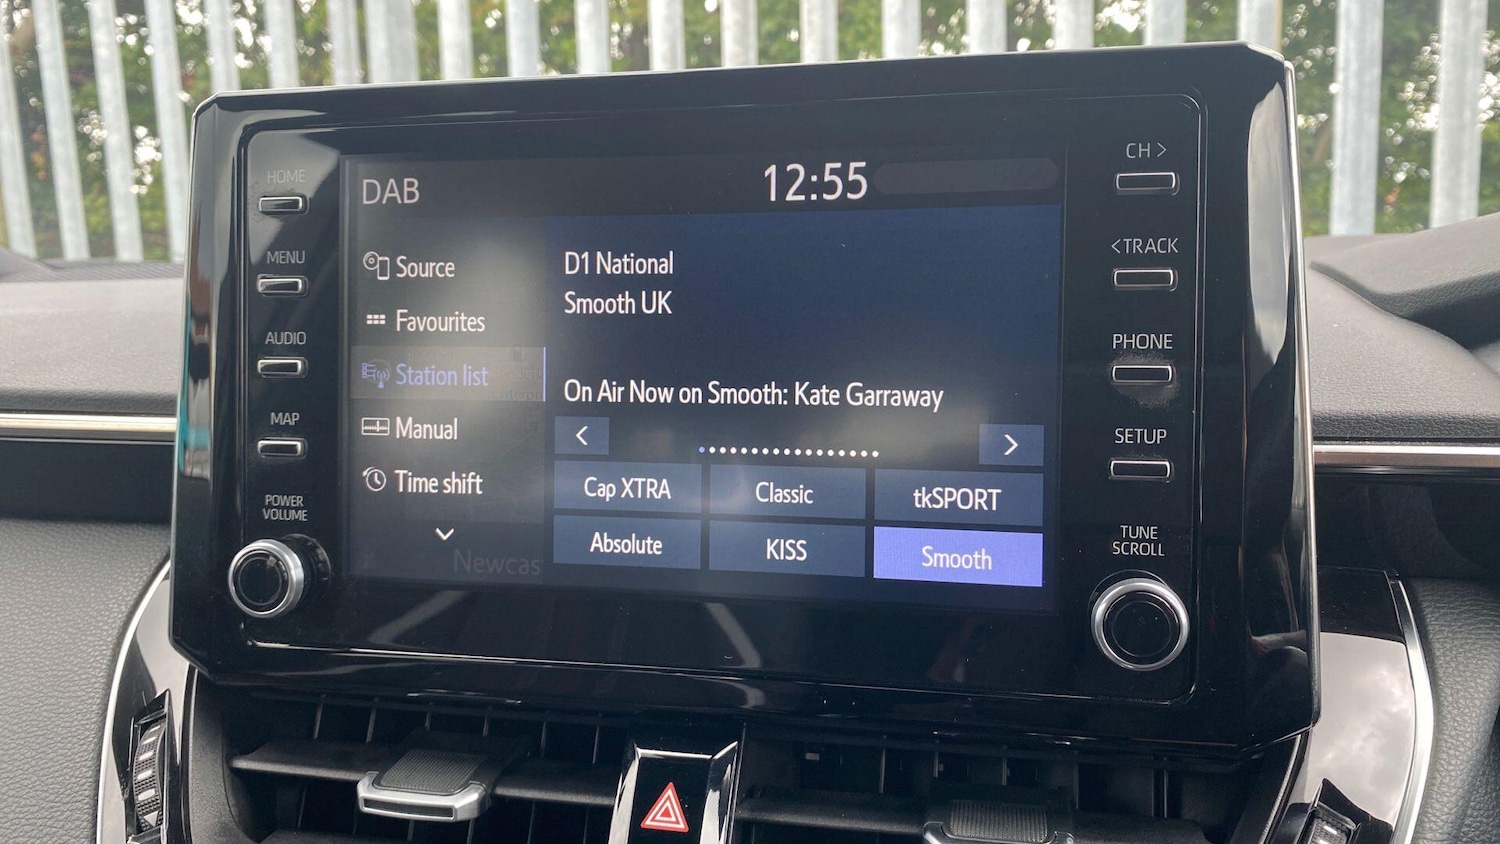 HOME
MENU
AUDIO
MAP
POWER
VOLUME
DAB
12:55
Source
Favourites
Station list
Manual
Time shift
Newcas
D1 National
Smooth UK
On Air Now on Smooth: Kate Garraway
<
>
Cap XTRA
Classic
tkSPORT
Absolute
KISS
Smooth
CH >
< TRACK
PHONE
SETUP
TUNE
SCROLL